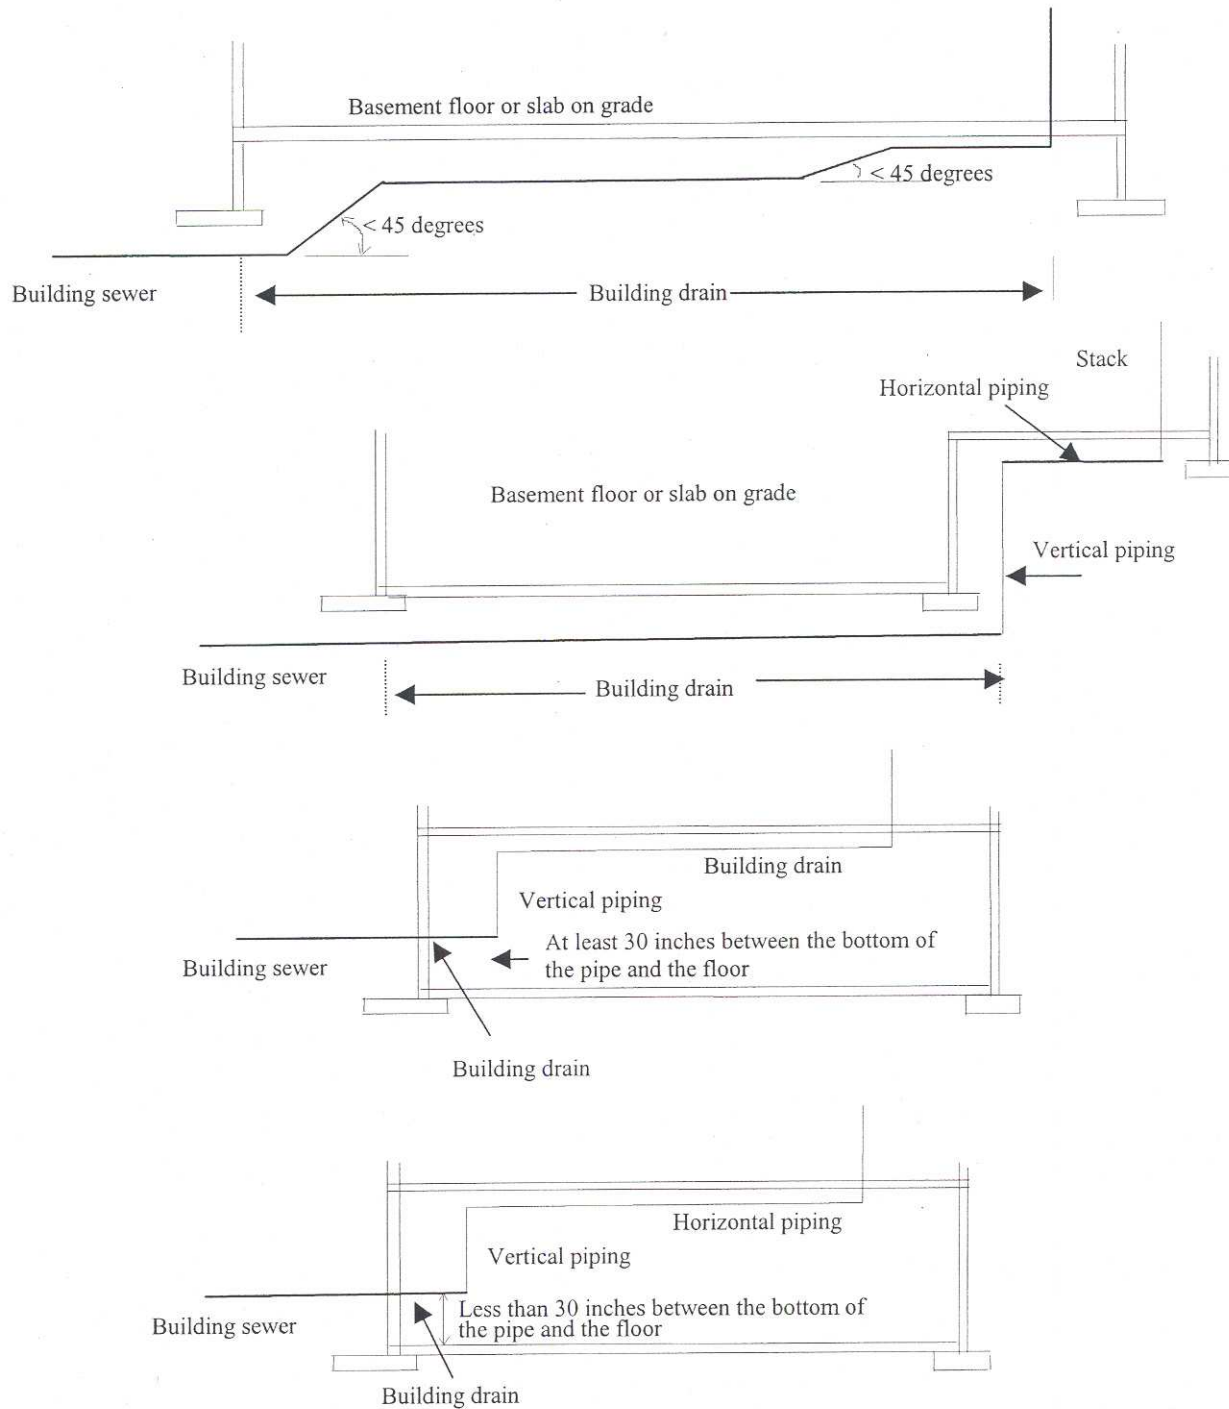 Basement floor or slab on grade
< 45 degrees
< 45 degrees
Building sewer
Building drain
Stack
Horizontal piping
Basement floor or slab on grade
Vertical piping
Building sewer
Building drain
Building drain
Vertical piping
At least 30 inches between the bottom of
the pipe and the floor
Building sewer
Building drain
Horizontal piping
Vertical piping
Less than 30 inches between the bottom of
the pipe and the floor
Building sewer
Building drain